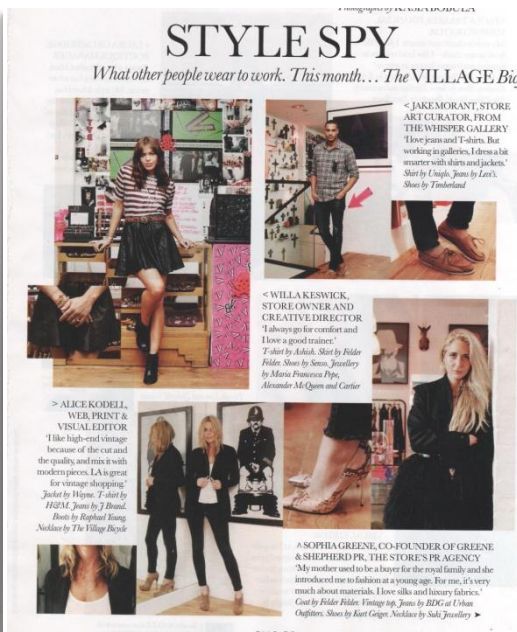 Photographs by KASIA BOBULA
STYLE SPY
What other people wear to work. This month… The VILLAGE Bic
< JAKE MORANT, STORE
ART CURATOR, FROM
THE WHISPER GALLERY
'I love jeans and T-shirts. But
working in galleries, I dress a bit
smarter with shirts and jackets.'
Shirt by Uniqlo. Jeans by Levi's.
Shoes by Timberland
< WILLA KESWICK,
STORE OWNER AND
CREATIVE DIRECTOR
'I always go for comfort and
I love a good trainer.'
T-shirt by Ashish. Skirt by Felder
Felder. Shoes by Senso. Jewellery
by Maria Francesca Pepe,
Alexander McQueen and Cartier
> ALICE KODELL,
WEB, PRINT &
VISUAL EDITOR
'I like high-end vintage
because of the cut and
the quality, and mix it with
modern pieces. LA is great
for vintage shopping.'
Jacket by Wayne. T-shirt by
H&M. Jeans by J Brand.
Boots by Raphael Young.
Necklace by The Village Bicycle
^ SOPHIA GREENE, CO-FOUNDER OF GREENE
& SHEPHERD PR, THE STORE'S PR AGENCY
'My mother used to be a buyer for the royal family and she
introduced me to fashion at a young age. For me, it's very
much about materials. I love silks and luxury fabrics.'
Coat by Felder Felder. Vintage top. Jeans by BDG at Urban
Outfitters. Shoes by Kurt Geiger. Necklace by Suki Jewellery ➤